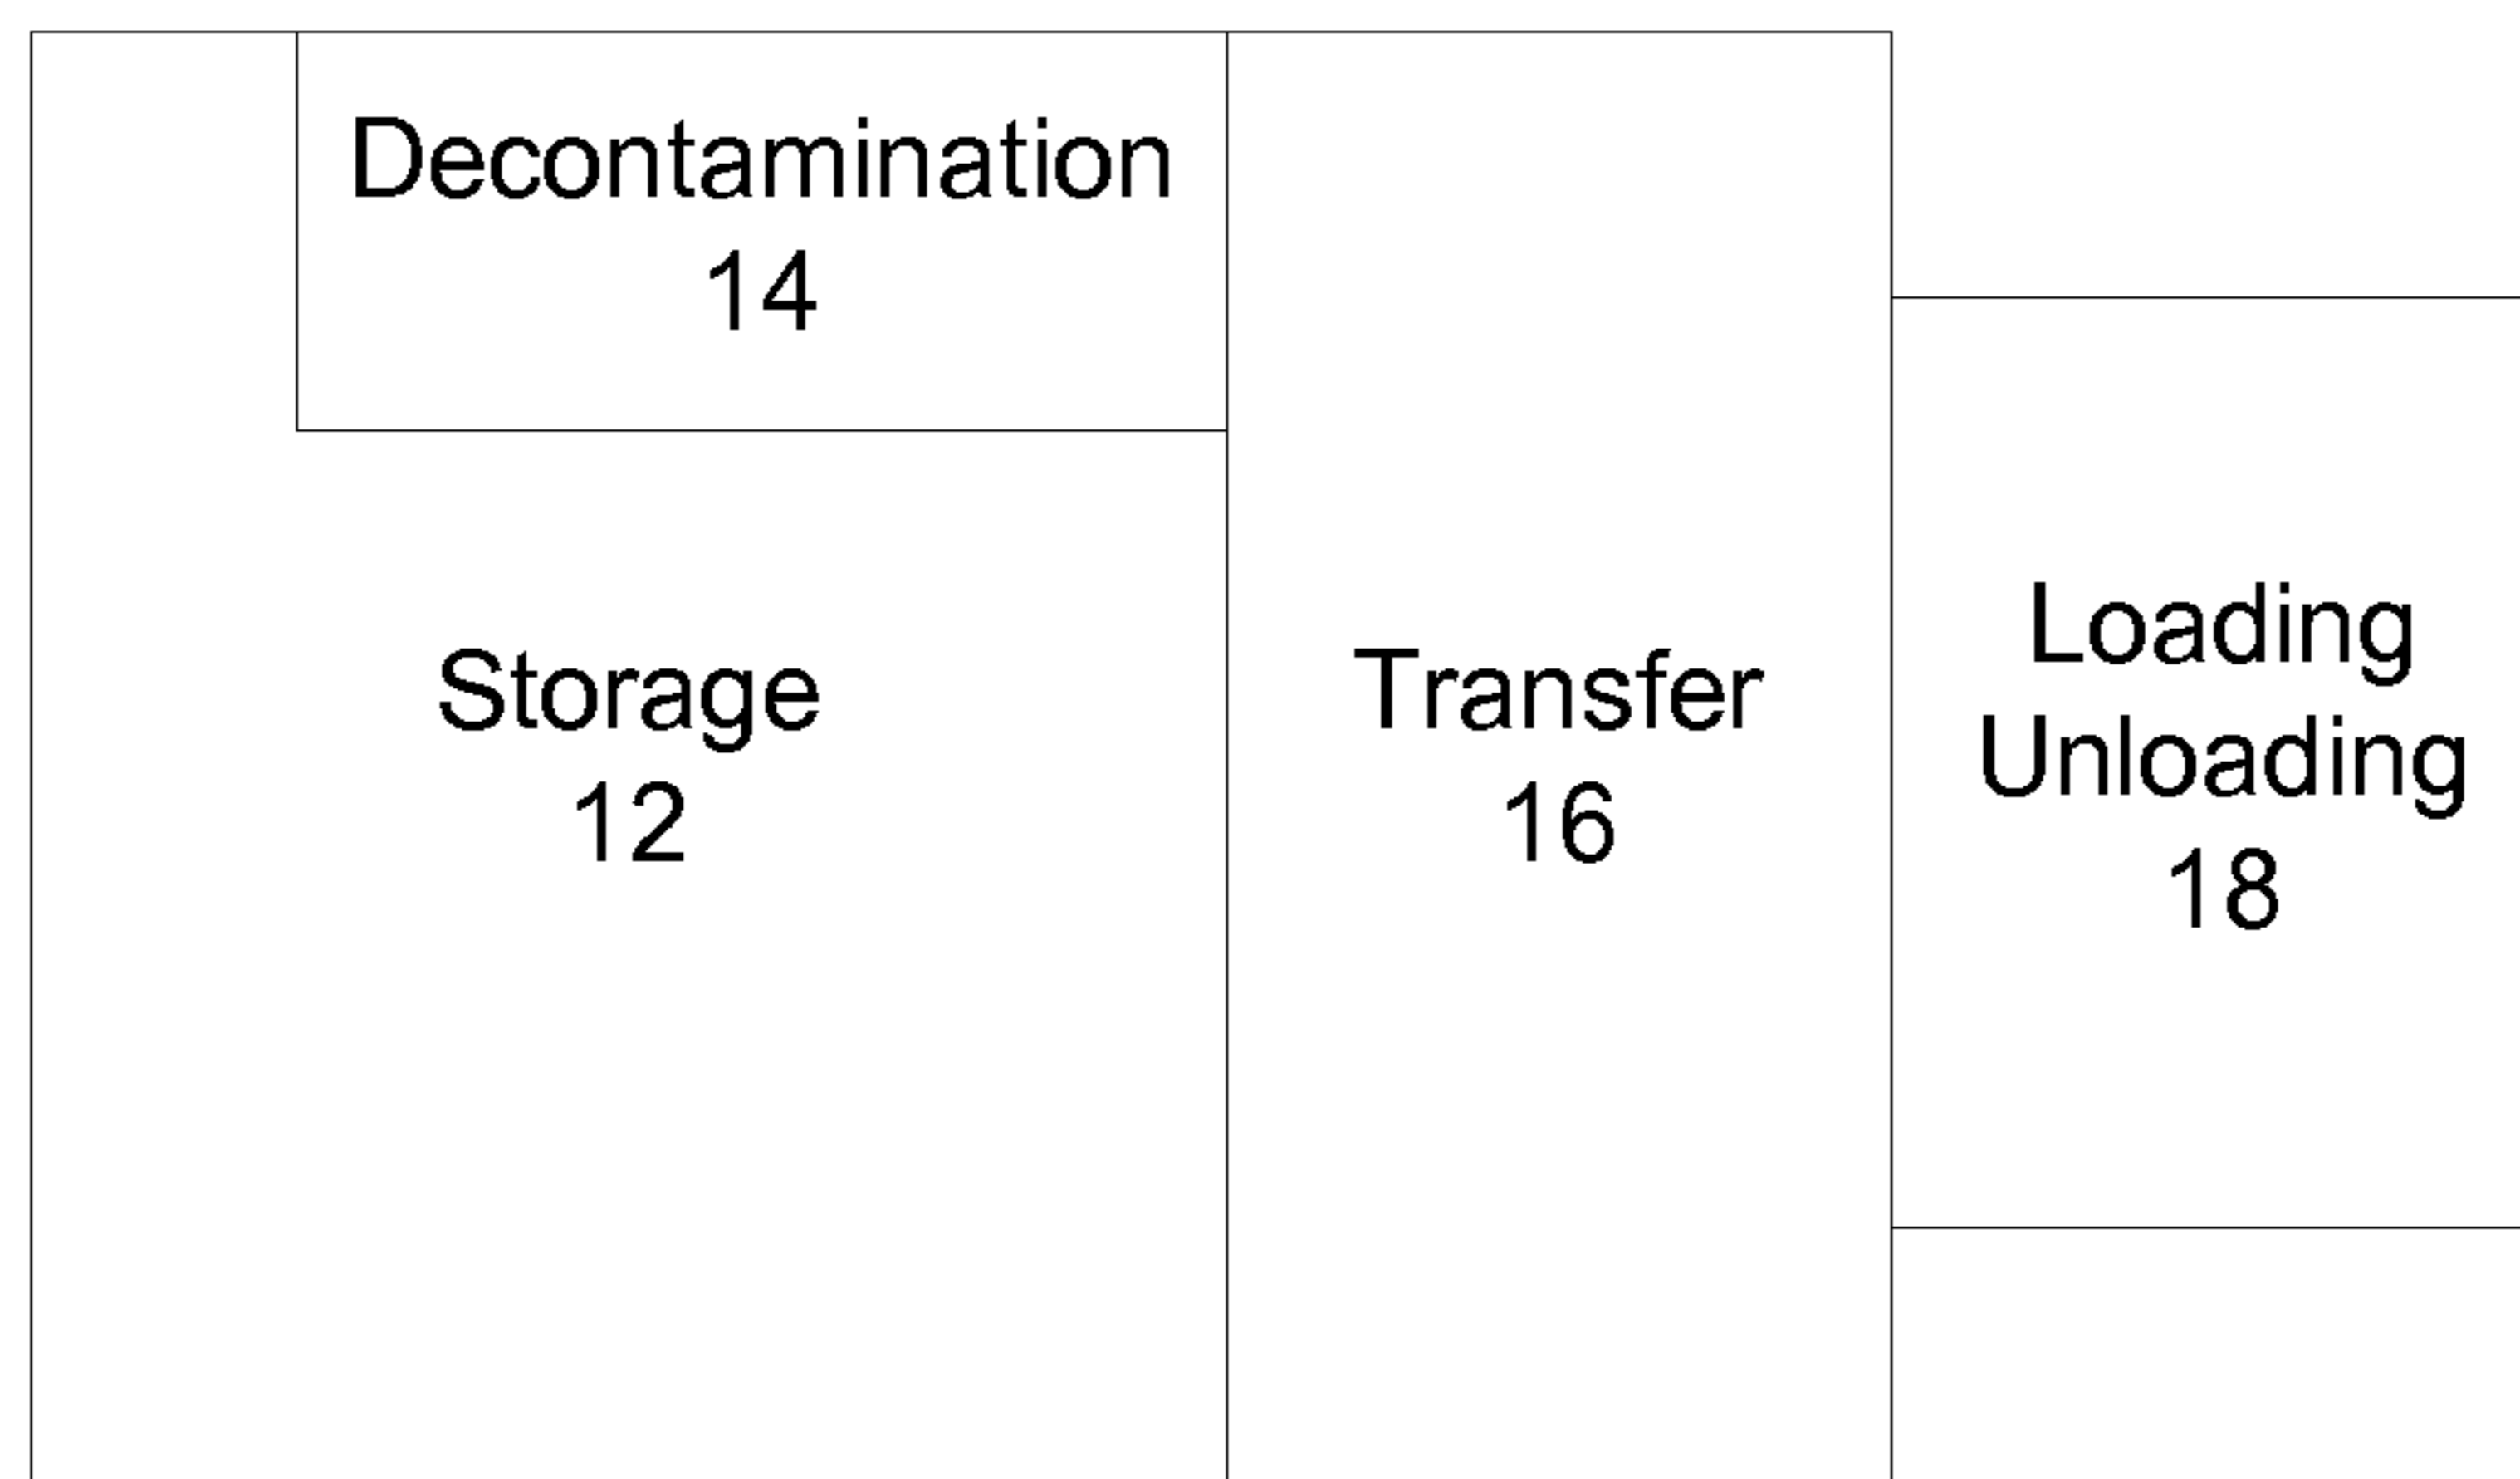 Decontamination
14
Storage
12
Transfer
16
Loading
Unloading
18